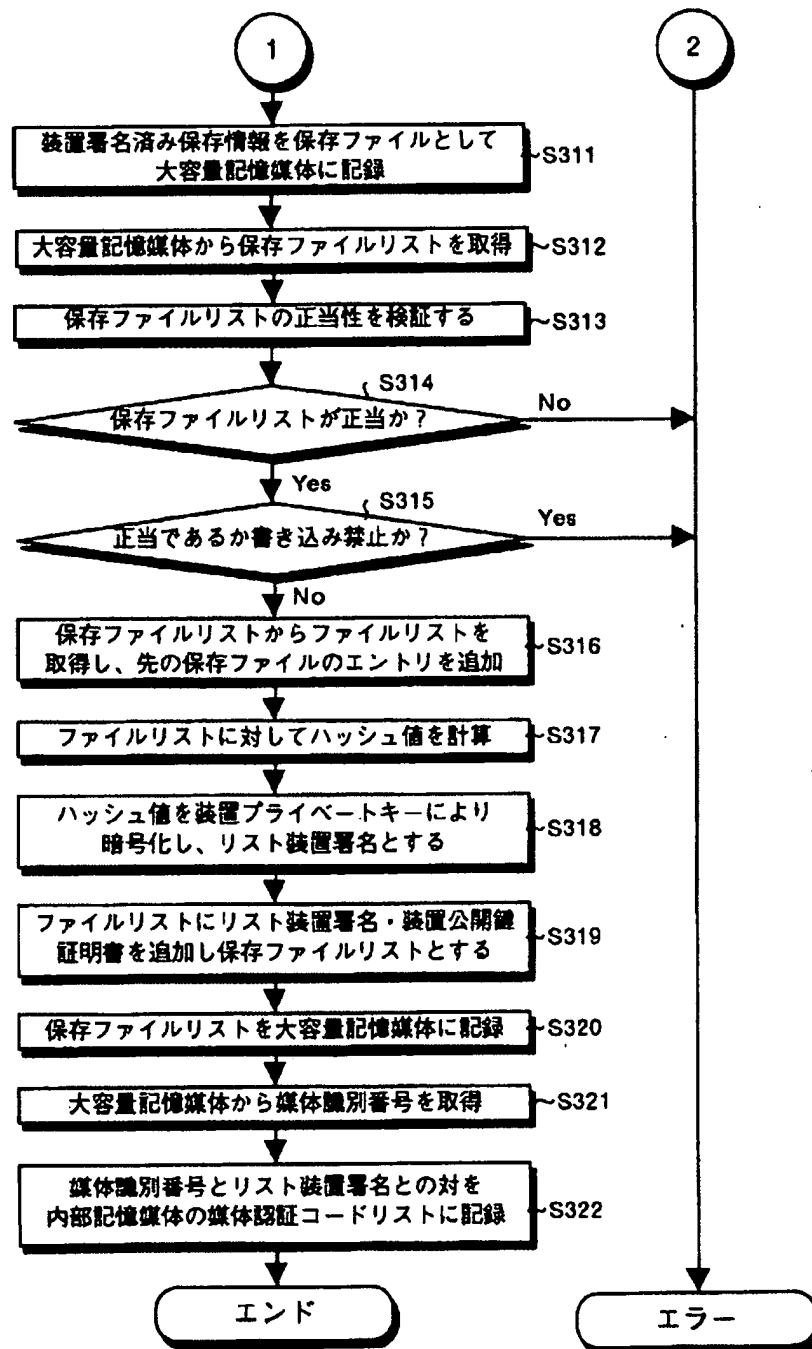 1
2
装置署名済み保存情報を保存ファイルとして
大容量記憶媒体に記録
S311
大容量記憶媒体から保存ファイルリストを取得
S312
保存ファイルリストの正当性を検証する
S313
S314
保存ファイルリストが正当か？
No
Yes
S315
正当であるか書き込み禁止か？
Yes
No
保存ファイルリストからファイルリストを
取得し、先の保存ファイルのエントリを追加
S316
ファイルリストに対してハッシュ値を計算
S317
ハッシュ値を装置プライベートキーにより
暗号化し、リスト装置署名とする
S318
ファイルリストにリスト装置署名・装置公開鍵
証明書を追加し保存ファイルリストとする
S319
保存ファイルリストを大容量記憶媒体に記録
S320
大容量記憶媒体から媒体識別番号を取得
S321
媒体識別番号とリスト装置署名との対を
内部記憶媒体の媒体認証コードリストに記録
S322
エンド
エラー